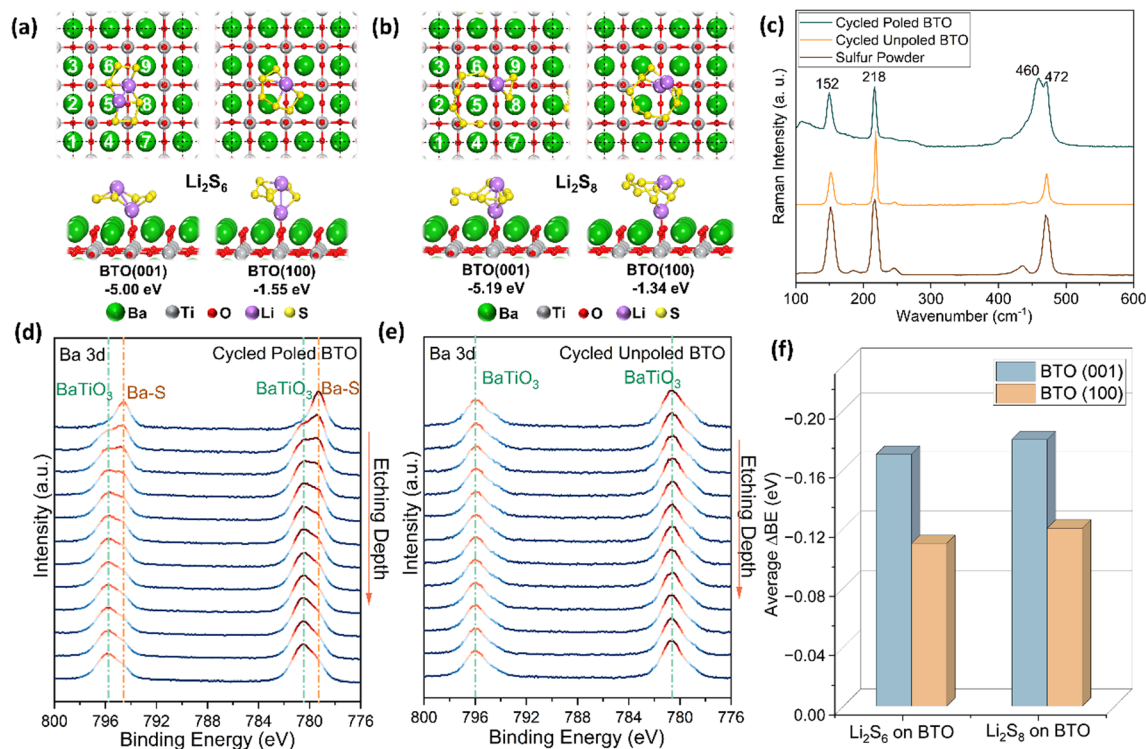 (a)
3 6 9
2 5 8
1 4 7
Li₂S₆
BTO(001)
-5.00 eV
BTO(100)
-1.55 eV
Ba Ti O Li S
(b)
3 6 9
2 5 8
1 4 7
Li₂S₈
BTO(001)
-5.19 eV
BTO(100)
-1.34 eV
Ba Ti O Li S
(c)
Cycled Poled BTO
Cycled Unpoled BTO
Sulfur Powder
152
218
460
472
Raman Intensity (a. u.)
100 200 300 400 500 600
Wavenumber (cm⁻¹)
(d)
Ba 3d
Cycled Poled BTO
BaTiO₃
Ba-S
BaTiO₃
Ba-S
Etching Depth
Intensity (a.u.)
800 796 792 788 784 780 776
Binding Energy (eV)
(e)
Ba 3d
Cycled Unpoled BTO
BaTiO₃
BaTiO₃
Etching Depth
Intensity (a.u.)
800 796 792 788 784 780 776
Binding Energy (eV)
(f)
BTO (001)
BTO (100)
Average ΔBE (eV)
−0.20
−0.16
−0.12
−0.08
−0.04
0.00
Li₂S₆ on BTO
Li₂S₈ on BTO